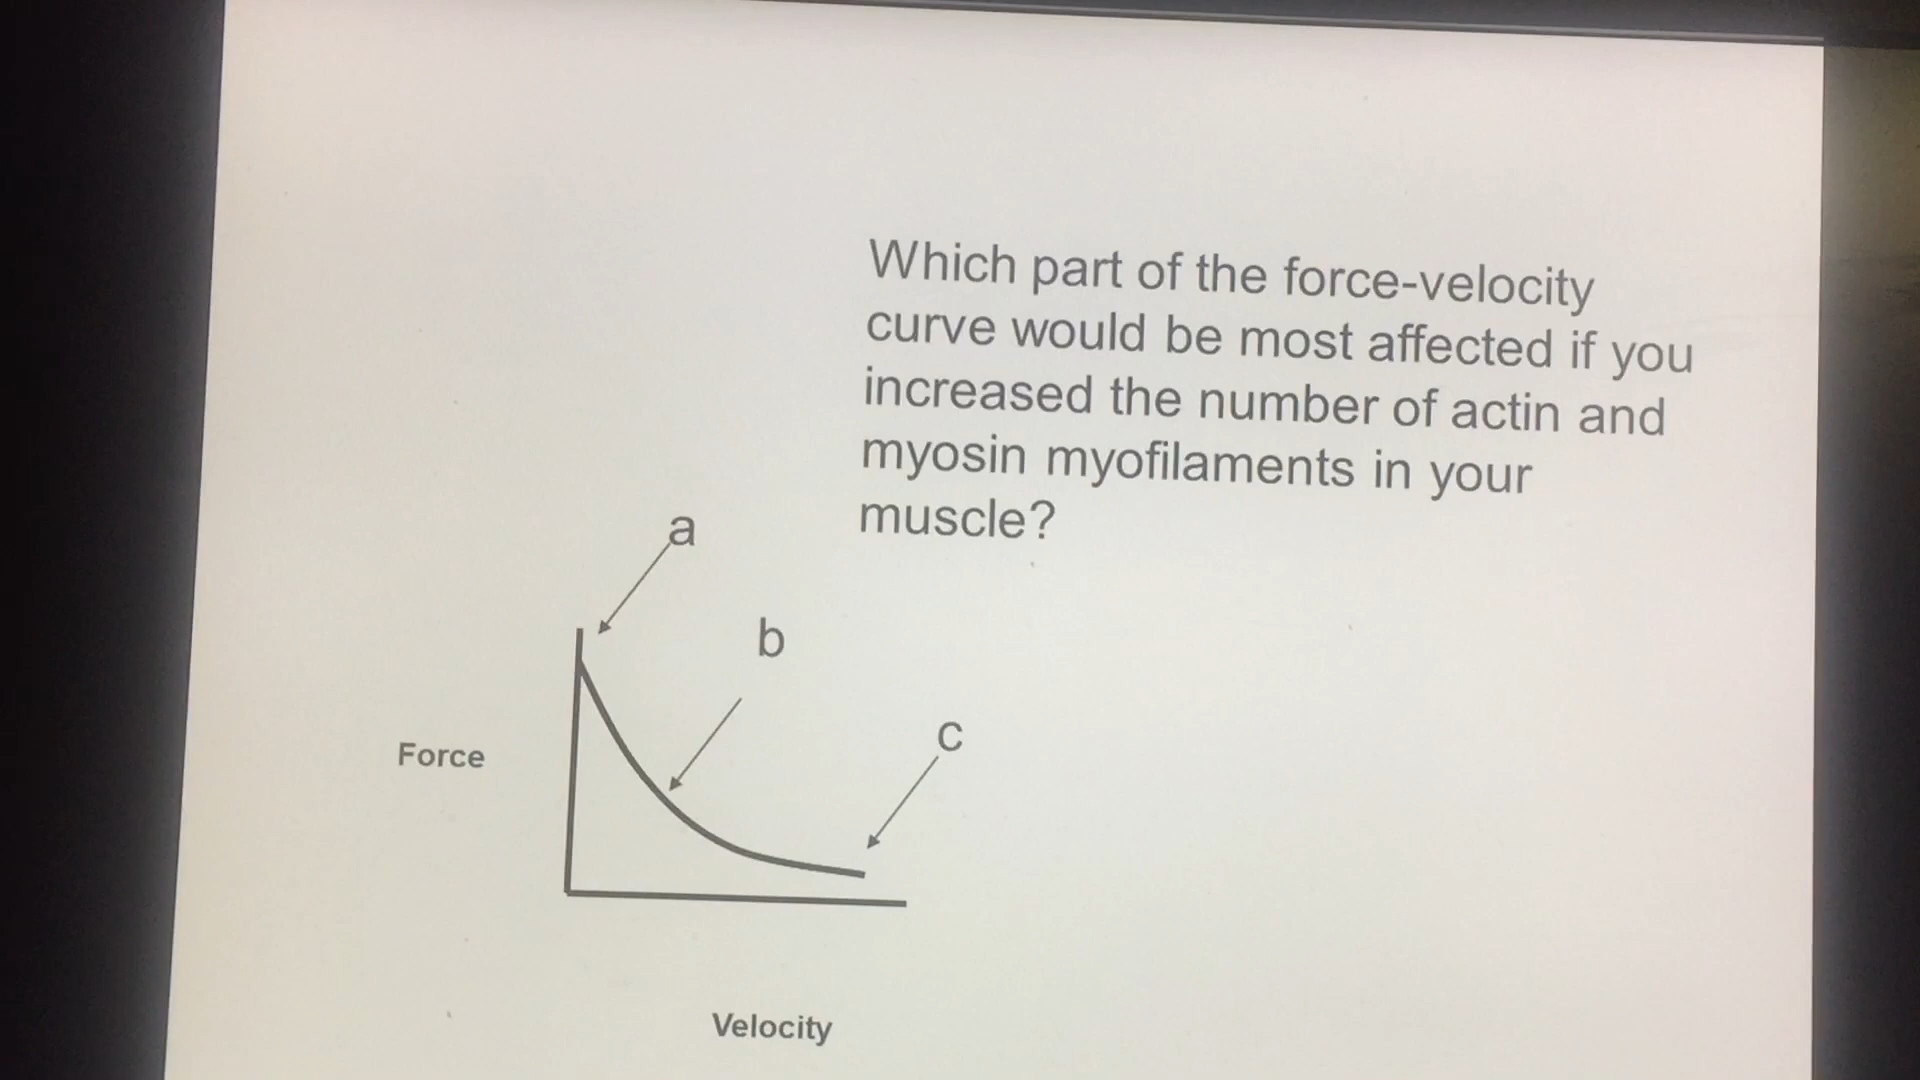 Which part of the force-velocity
curve would be most affected if you
increased the number of actin and
myosin myofilaments in your
muscle?
a
b
c
Force
Velocity